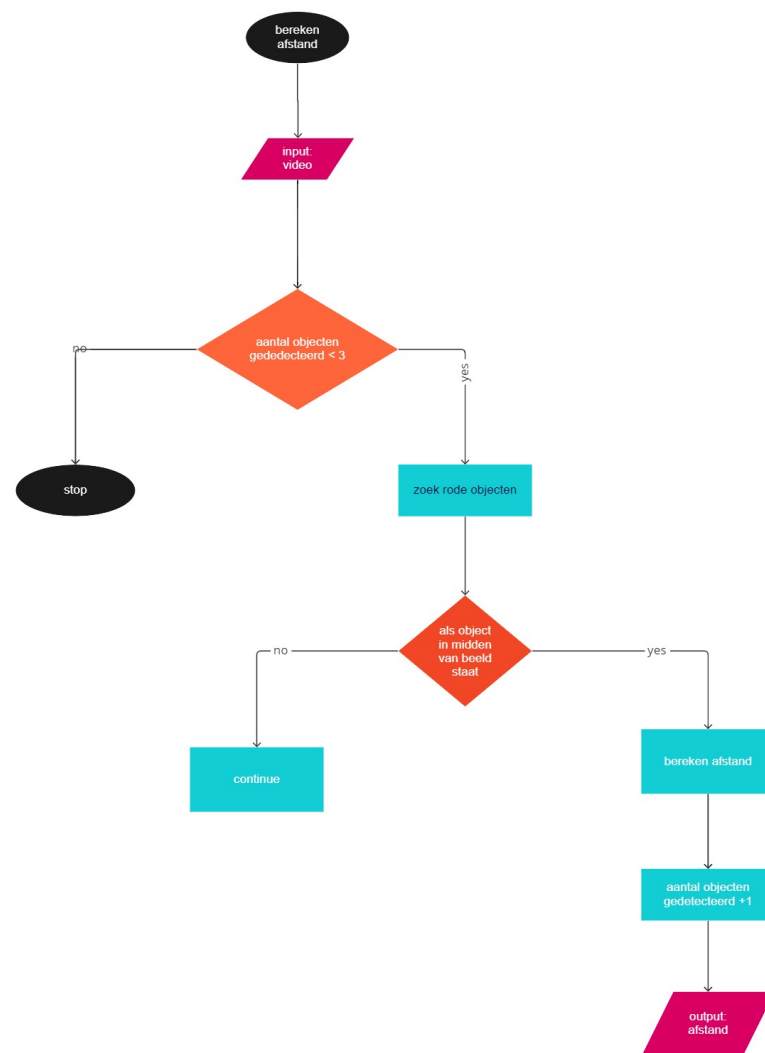 bereken
afstand
input:
video
aantal objecten
gededecteerd < 3
no
yes
stop
zoek rode objecten
als object
in midden
van beeld
staat
no
yes
continue
bereken afstand
aantal objecten
gedetecteerd +1
output:
afstand